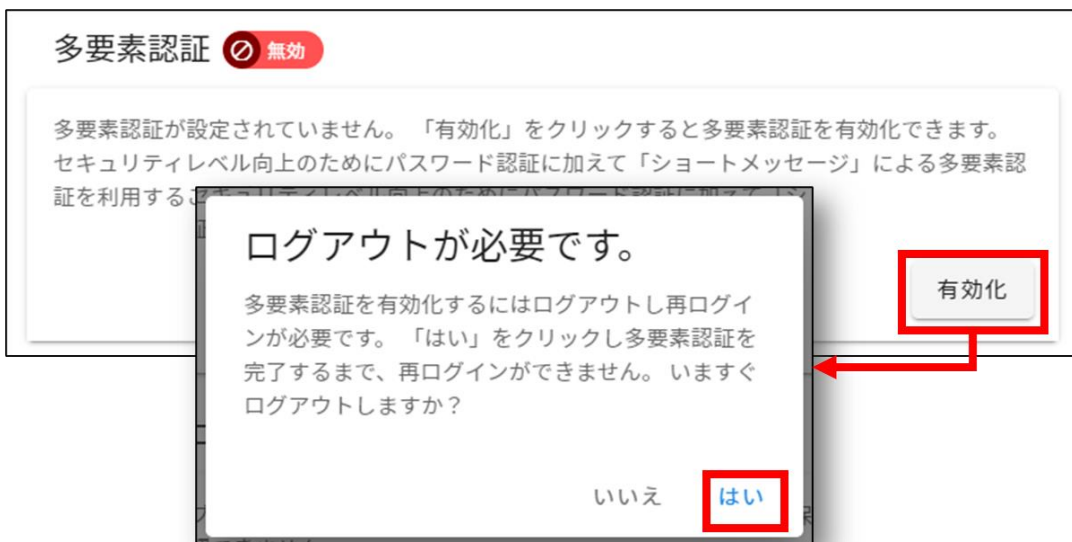 多要素認証 無効
多要素認証が設定されていません。 「有効化」をクリックすると多要素認証を有効化できます。
セキュリティレベル向上のためにパスワード認証に加えて「ショートメッセージ」による多要素認
証を利用する
有効化
ログアウトが必要です。
多要素認証を有効化するにはログアウトし再ログイ
ンが必要です。 「はい」をクリックし多要素認証を
完了するまで、再ログインができません。 いますぐ
ログアウトしますか？
いいえ はい